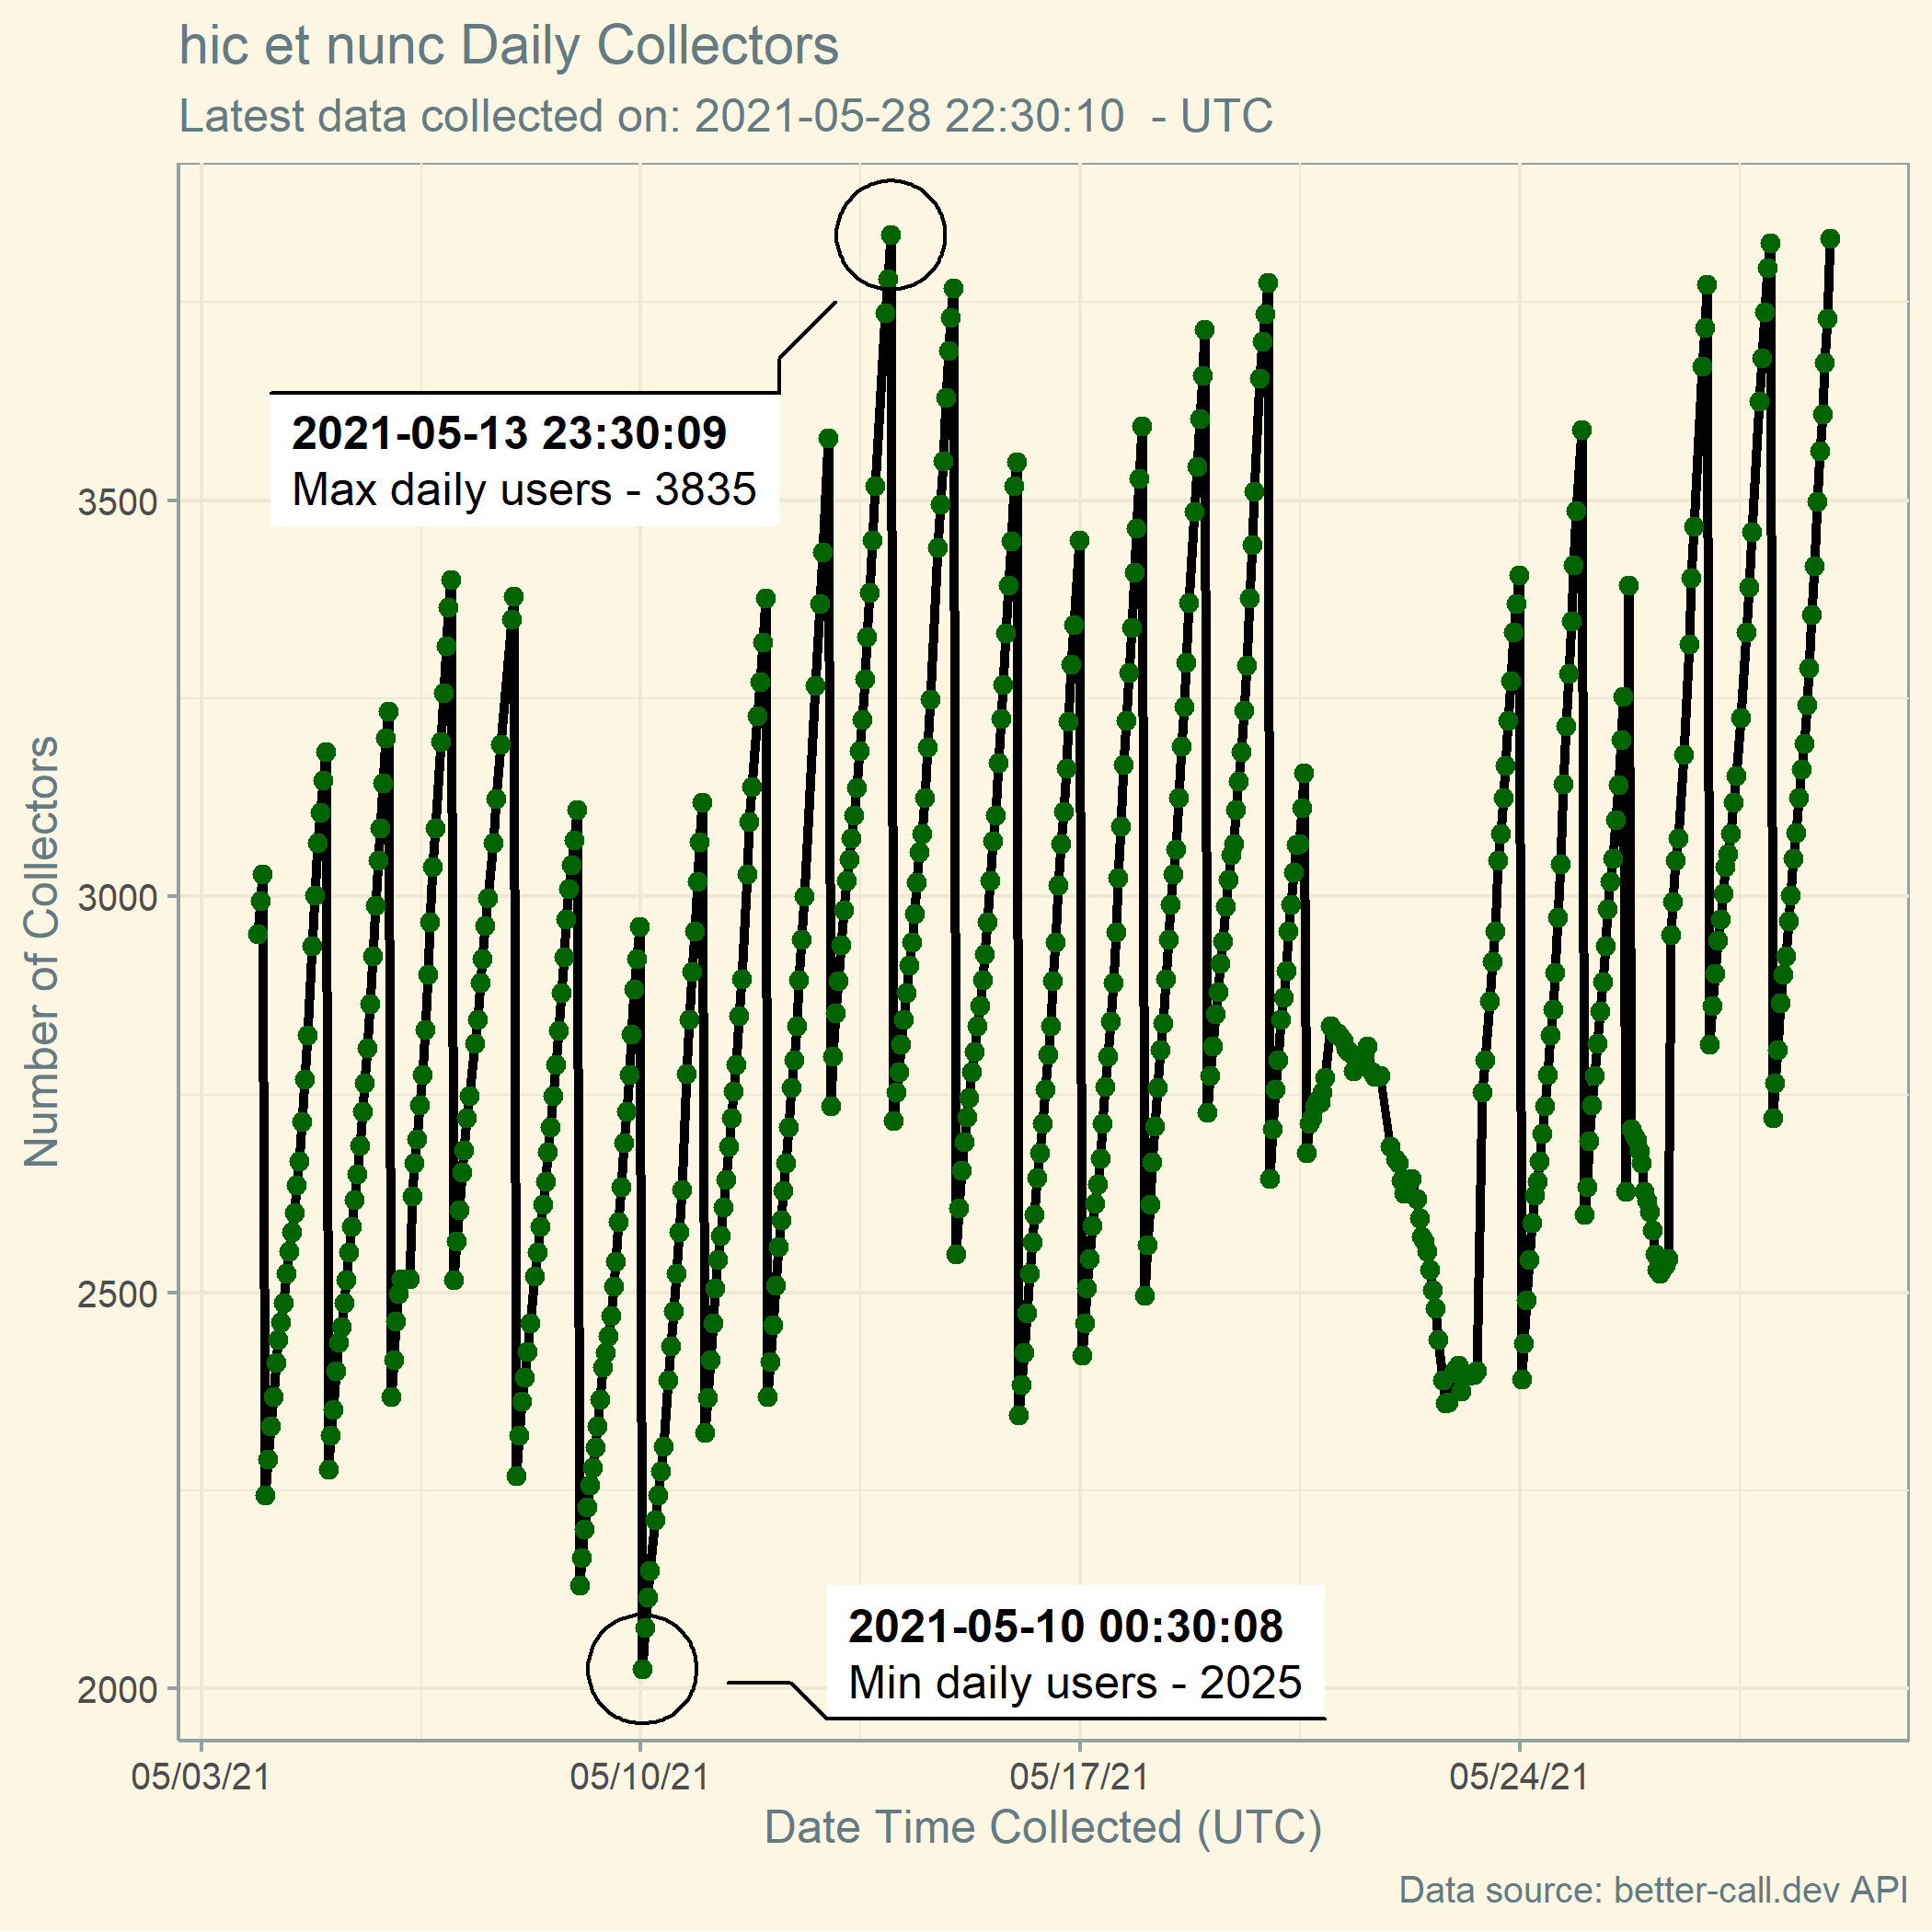 hic et nunc Daily Collectors
Latest data collected on: 2021-05-28 22:30:10  - UTC
2021-05-13 23:30:09
Max daily users - 3835
3500
3000
2500
2000
Number of Collectors
2021-05-10 00:30:08
Min daily users - 2025
05/03/21
05/10/21
05/17/21
05/24/21
Date Time Collected (UTC)
Data source: better-call.dev API